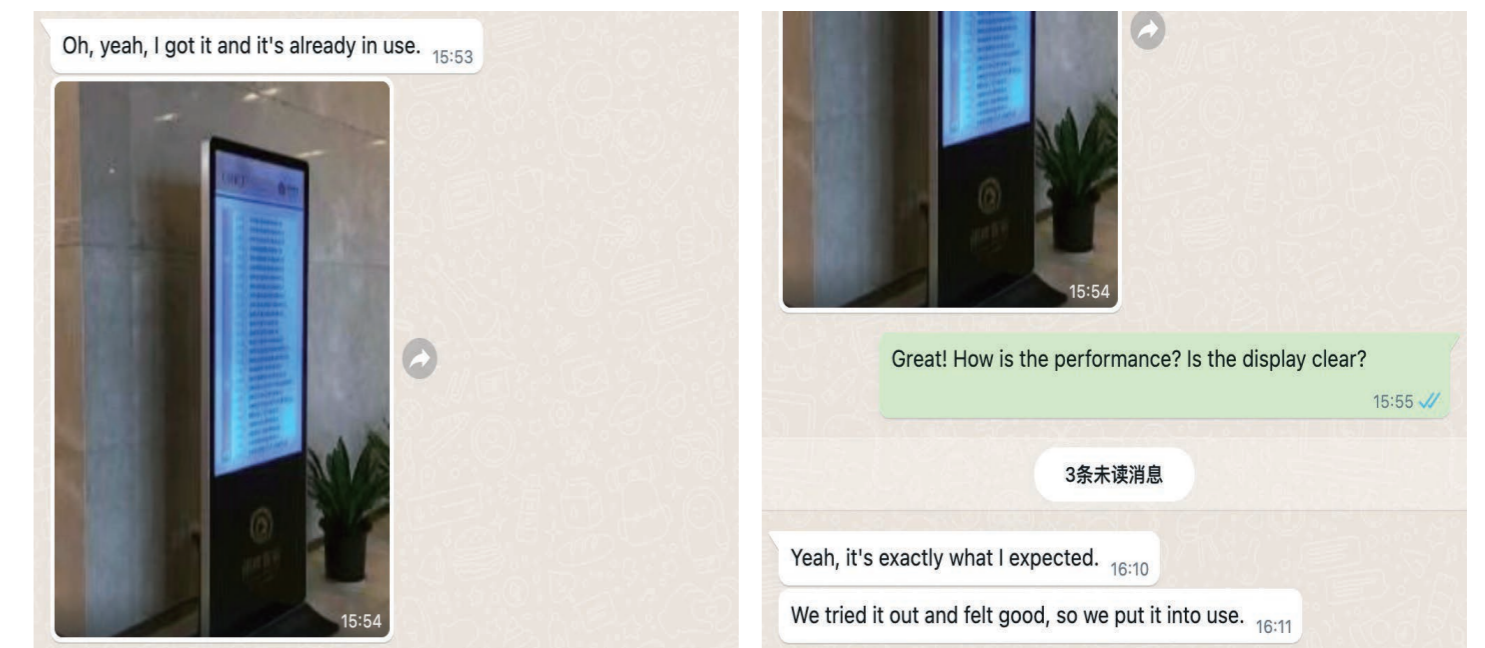 Oh, yeah, I got it and it's already in use. 15:53
15:54
15:54
Great! How is the performance? Is the display clear?
15:55
3条未读消息
Yeah, it's exactly what I expected. 16:10
We tried it out and felt good, so we put it into use. 16:11